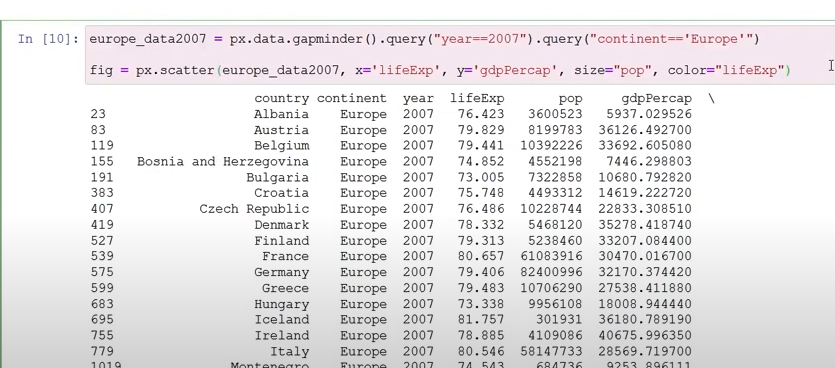 In [10]: europe_data2007 = px.data.gapminder().query("year==2007").query("continent=='Europe'")
fig = px.scatter(europe_data2007, x='lifeExp', y='gdpPercap', size="pop", color="lifeExp")
country continent year lifeExp pop gdpPercap \
23 Albania Europe 2007 76.423 3600523 5937.029526
83 Austria Europe 2007 79.829 8199783 36126.492700
119 Belgium Europe 2007 79.441 10392226 33692.605080
155 Bosnia and Herzegovina Europe 2007 74.852 4552198 7446.298803
191 Bulgaria Europe 2007 73.005 7322858 10680.792820
383 Croatia Europe 2007 75.748 4493312 14619.222720
407 Czech Republic Europe 2007 76.486 10228744 22833.308510
419 Denmark Europe 2007 78.332 5468120 35278.418740
527 Finland Europe 2007 79.313 5238460 33207.084400
539 France Europe 2007 80.657 61083916 30470.016700
575 Germany Europe 2007 79.406 82400996 32170.374420
599 Greece Europe 2007 79.483 10706290 27538.411880
683 Hungary Europe 2007 73.338 9956108 18008.944440
695 Iceland Europe 2007 81.757 301931 36180.789190
755 Ireland Europe 2007 78.885 4109086 40675.996350
779 Italy Europe 2007 80.546 58147733 28569.719700
1019 Montenegro Europe 2007 74.543 684736 9253.896111